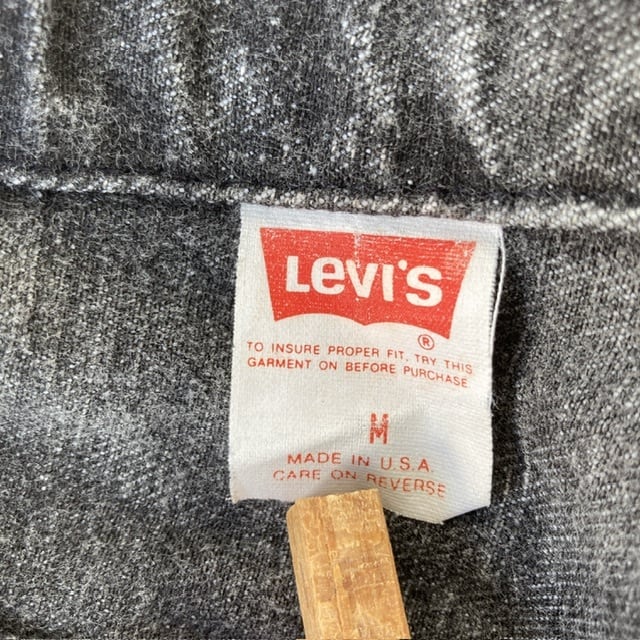 LEVI'S
®
TO INSURE PROPER FIT, TRY THIS
GARMENT ON BEFORE PURCHASE
M
MADE IN U.S.A.
CARE ON REVERSE